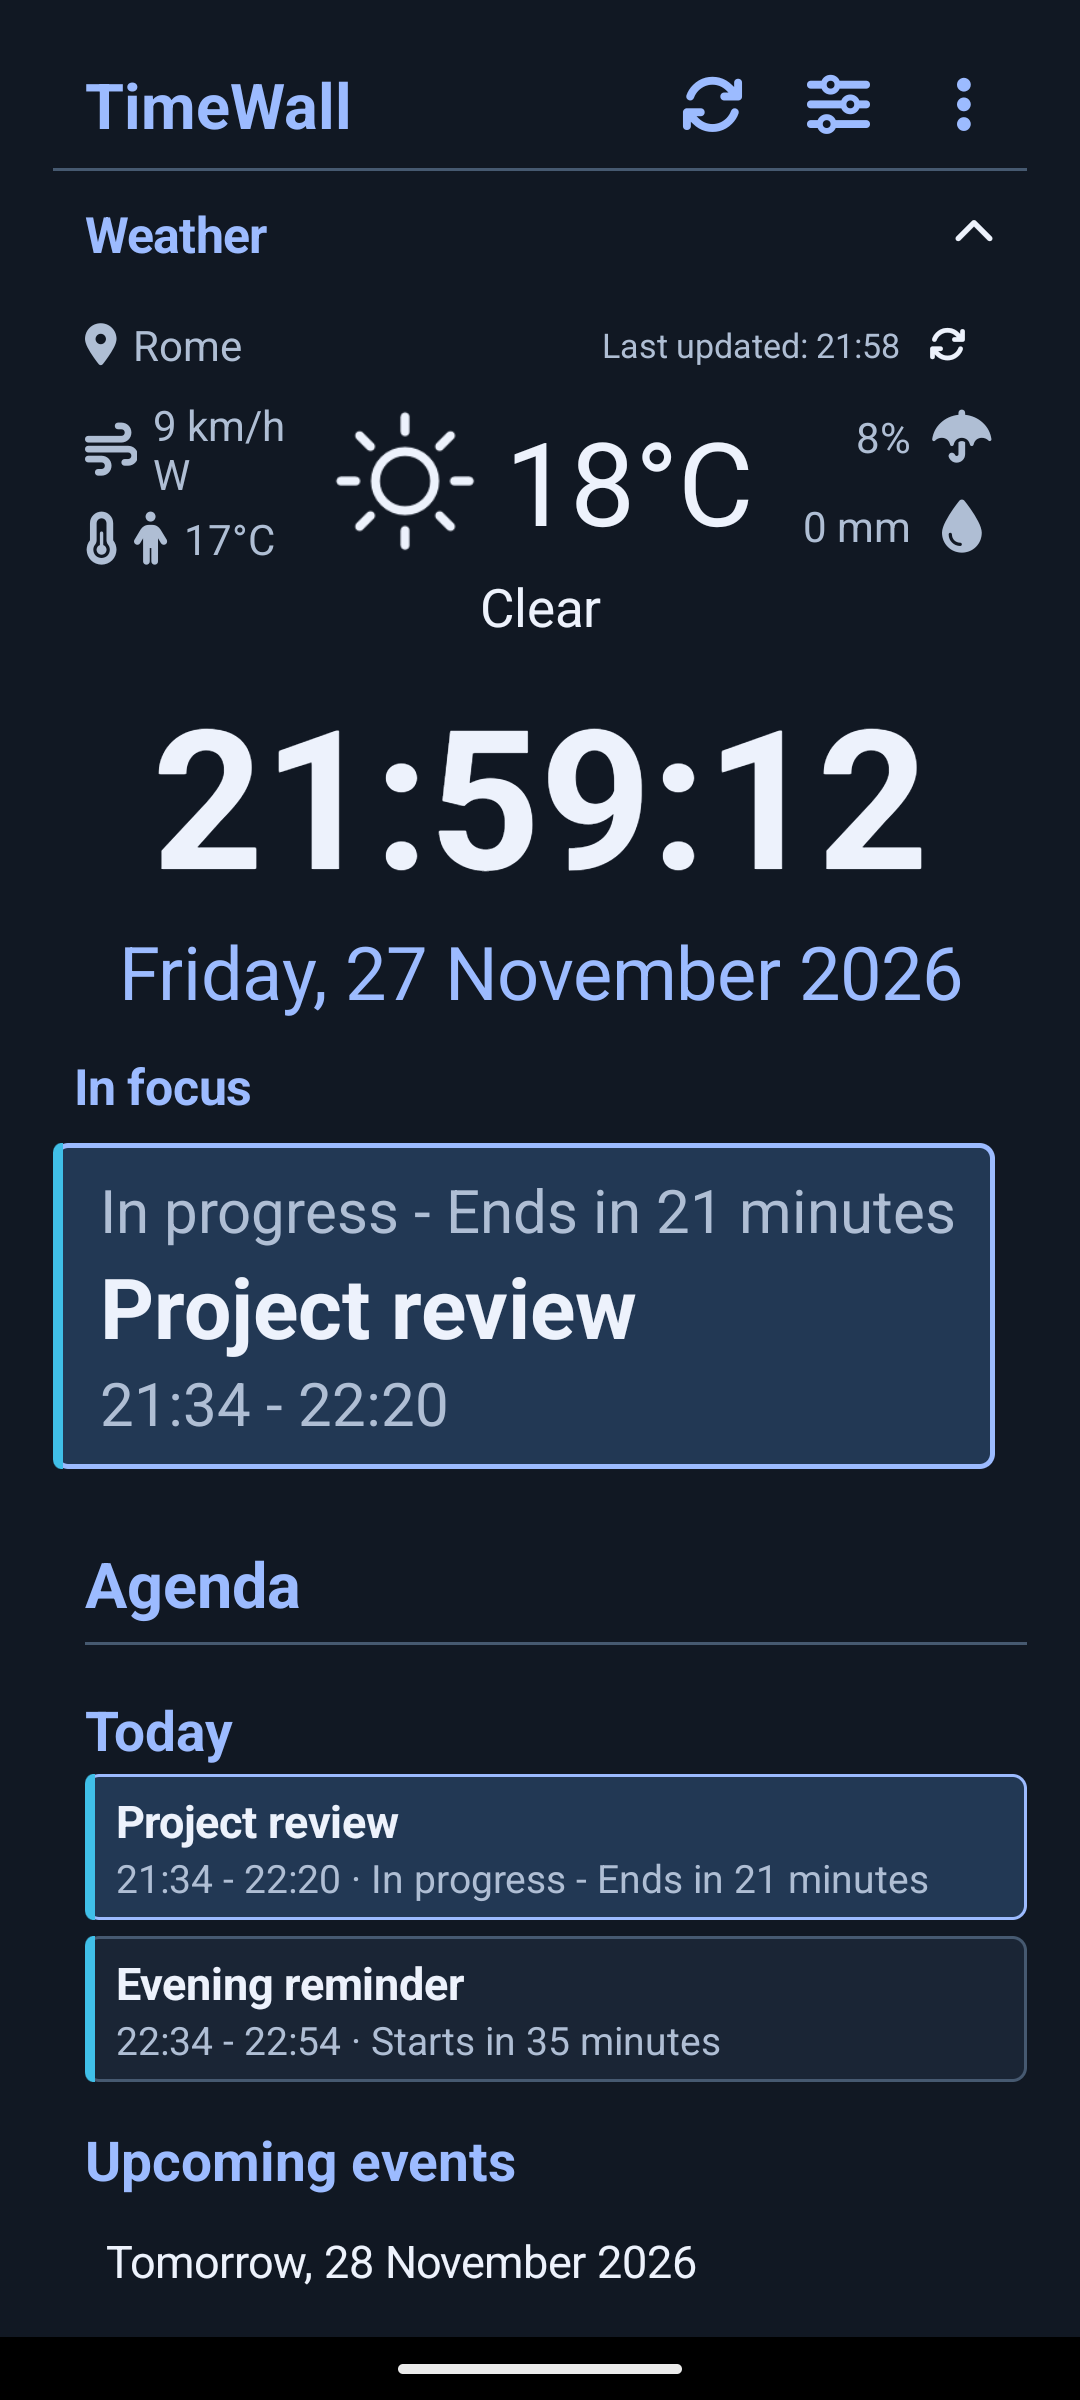 TimeWall
Weather
Rome
Last updated: 21:58
9 km/h
W
17°C
18°C
8%
0 mm
Clear
21:59:12
Friday, 27 November 2026
In focus
In progress - Ends in 21 minutes
Project review
21:34 - 22:20
Agenda
Today
Project review
21:34 - 22:20 · In progress - Ends in 21 minutes
Evening reminder
22:34 - 22:54 · Starts in 35 minutes
Upcoming events
Tomorrow, 28 November 2026